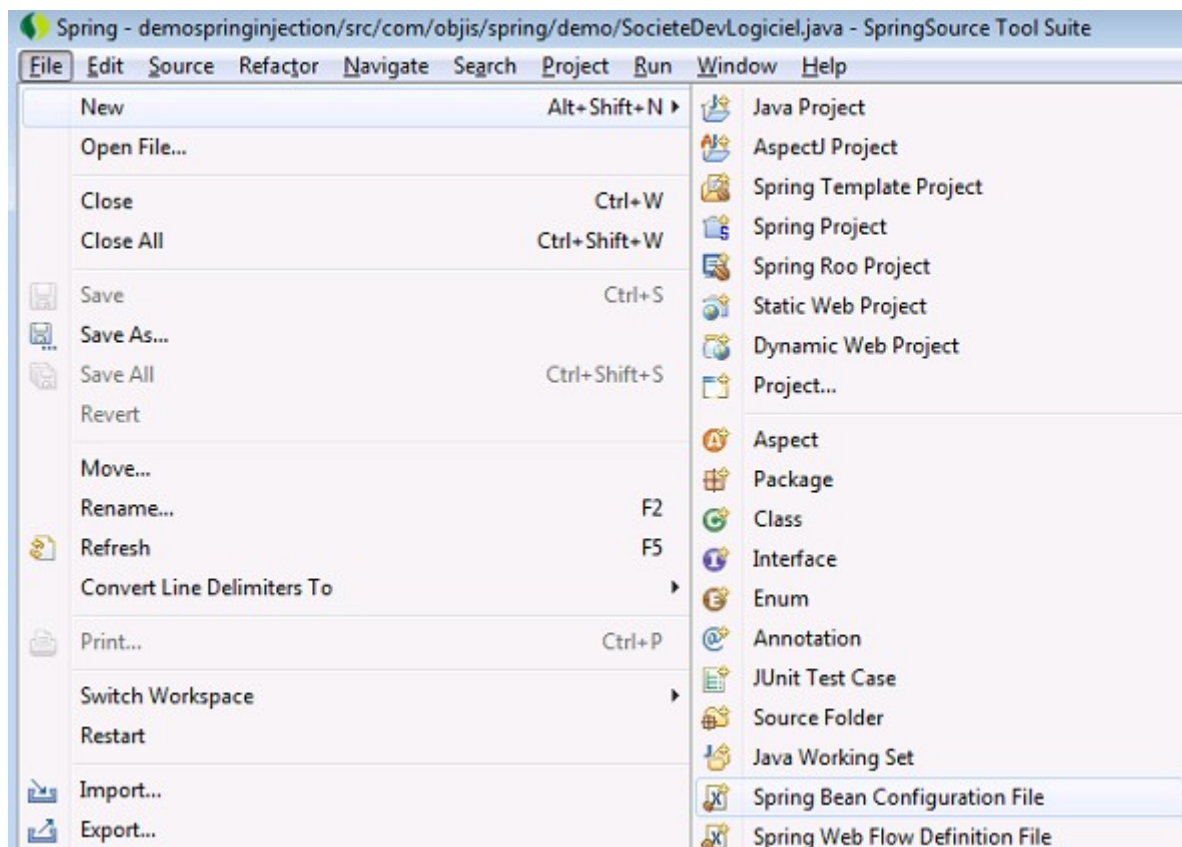 Spring - demospringinjection/src/com/objis/spring/demo/SocieteDevLogiciel.java - SpringSource Tool Suite
File Edit Source Refactor Navigate Search Project Run Window Help
New Alt+Shift+N
Open File...
Close Ctrl+W
Close All Ctrl+Shift+W
Save Ctrl+S
Save As...
Save All Ctrl+Shift+S
Revert
Move...
Rename... F2
Refresh F5
Convert Line Delimiters To
Print... Ctrl+P
Switch Workspace
Restart
Import...
Export...
Java Project
AspectJ Project
Spring Template Project
Spring Project
Spring Roo Project
Static Web Project
Dynamic Web Project
Project...
Aspect
Package
Class
Interface
Enum
Annotation
JUnit Test Case
Source Folder
Java Working Set
Spring Bean Configuration File
Spring Web Flow Definition File